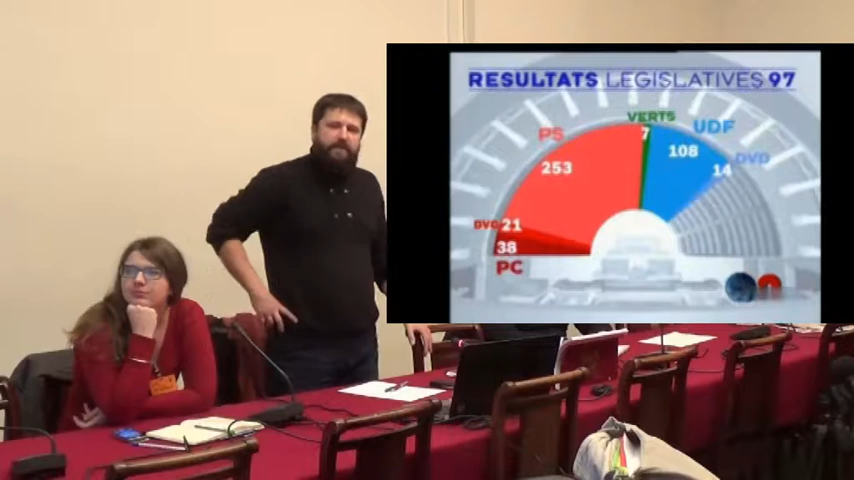 RESULTATS LEGISLATIVES 97
VERTS
7
PS
253
UDF
108
DVD
14
DVG 21
38
PC